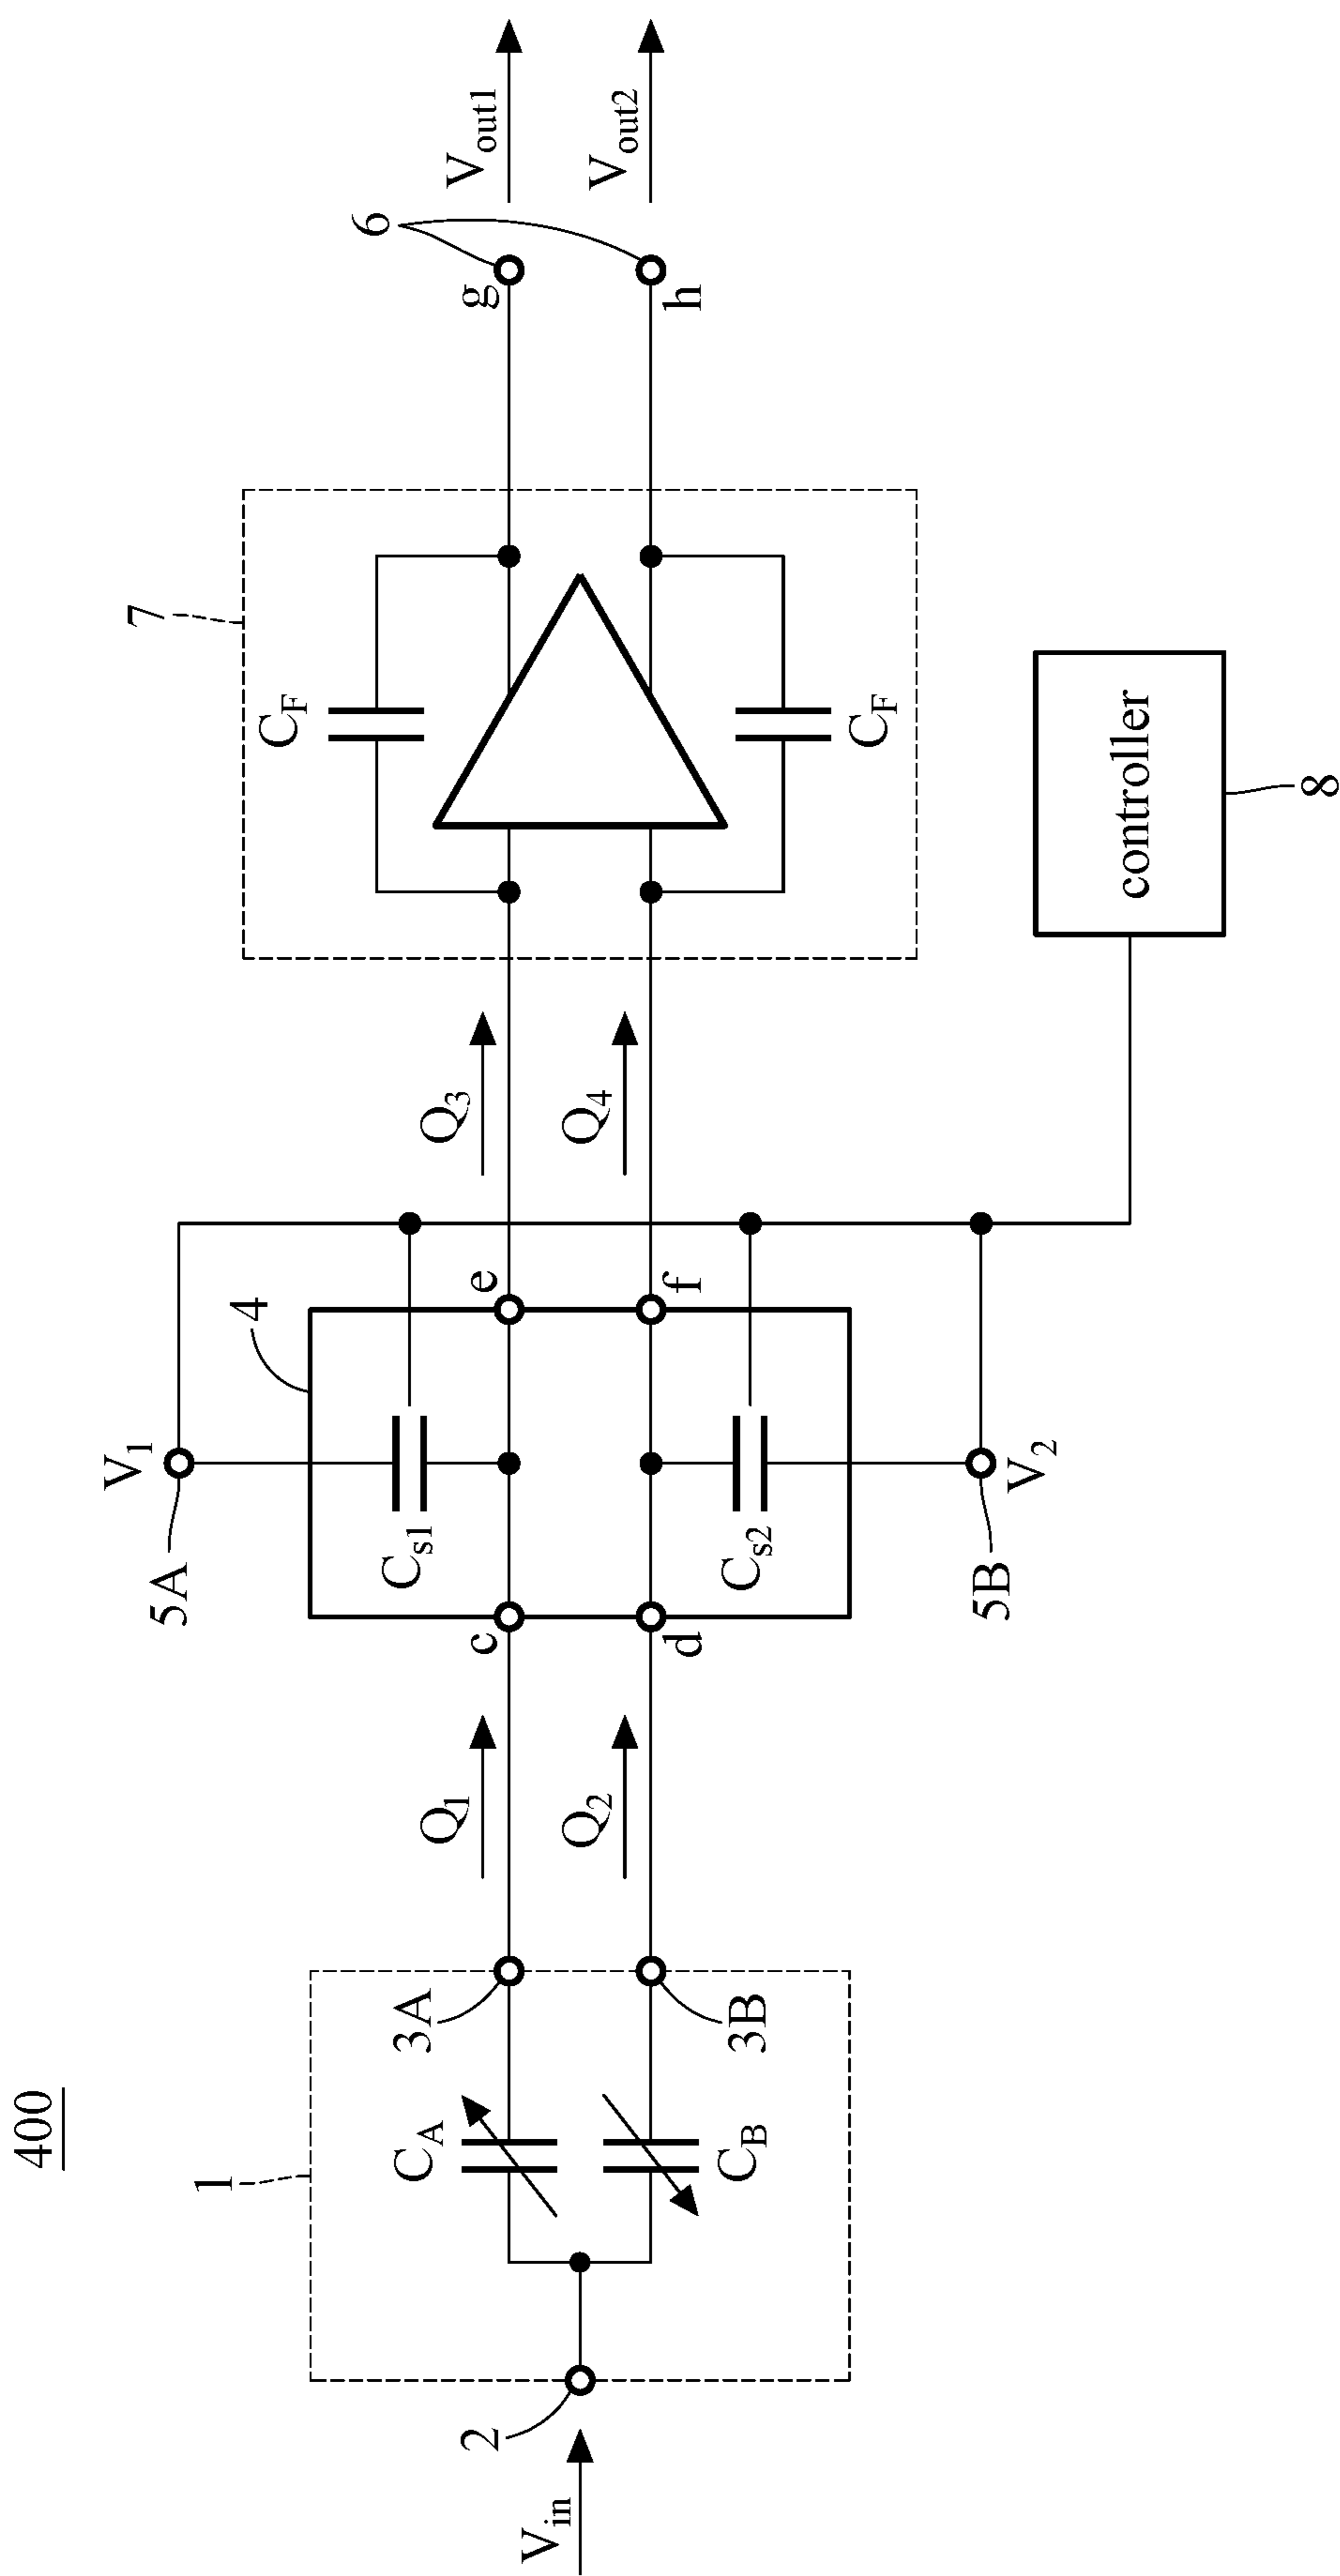 400
V_in
2
1
C_A
C_B
3A
3B
Q_1
Q_2
c
d
4
C_s1
C_s2
5A
V_1
5B
V_2
e
f
Q_3
Q_4
7
C_F
C_F
controller
8
6
g
h
V_out1
V_out2